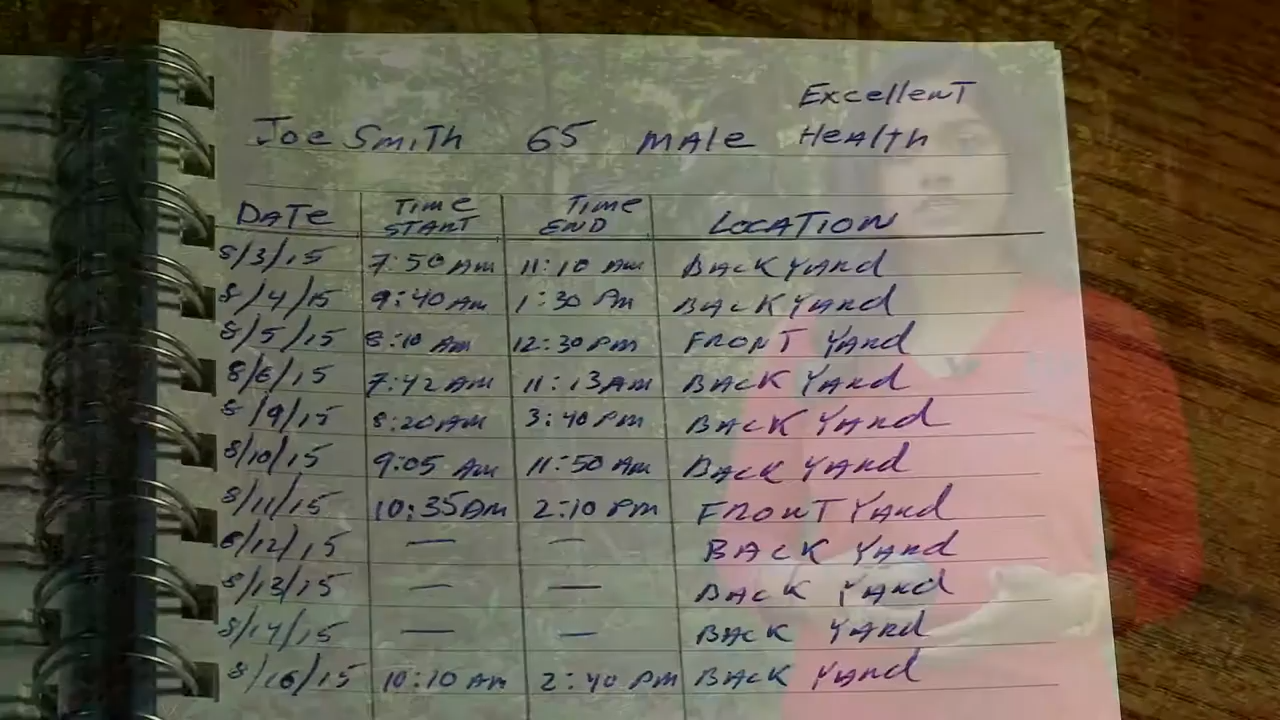 Excellent
Joe Smith 65 male Health
DATE Time START Time END LOCATION
8/3/15 7:50 Am 11:10 Am BACK YArd
8/4/15 9:40 Am 1:30 Pm BACK YArd
8/5/15 8:10 Am 12:30 Pm FRONT YArd
8/6/15 7:42 Am 11:13 Am BACK YArd
8/9/15 8:20 Am 3:40 Pm BACK YArd
8/10/15 9:05 Am 11:50 Am BACK YArd
8/11/15 10:35 Am 2:10 Pm FRONT YArd
8/12/15 — — BACK YArd
8/13/15 — — BACK YArd
8/14/15 — — BACK YArd
8/16/15 10:10 Am 2:40 Pm BACK YArd